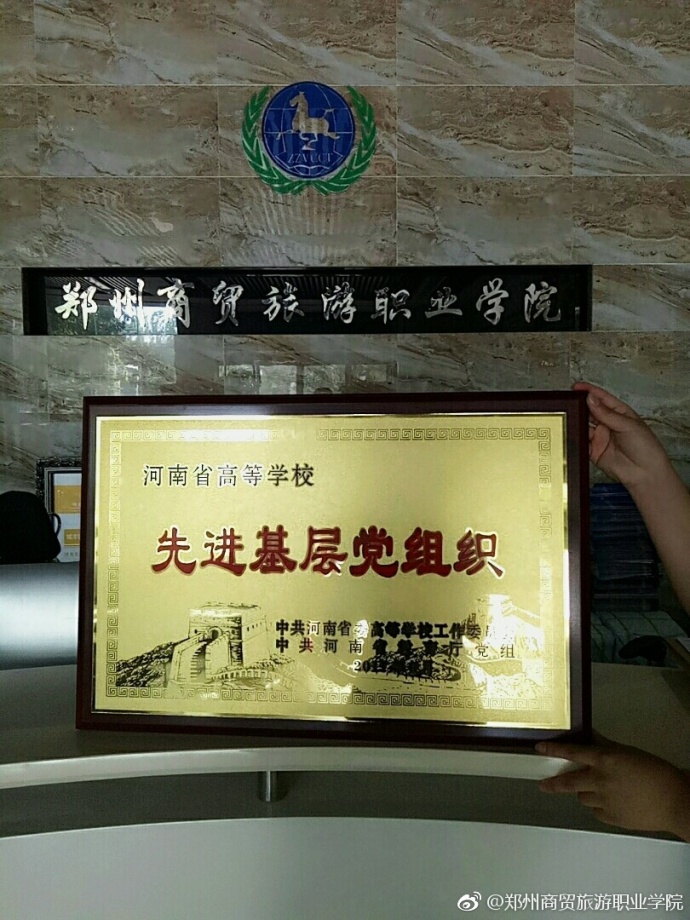 ZZVCCT
郑州商贸旅游职业学院
河南省高等学校
先进基层党组织
中共河南省委高等学校工作委员
中共河南省教育厅党组
@郑州商贸旅游职业学院